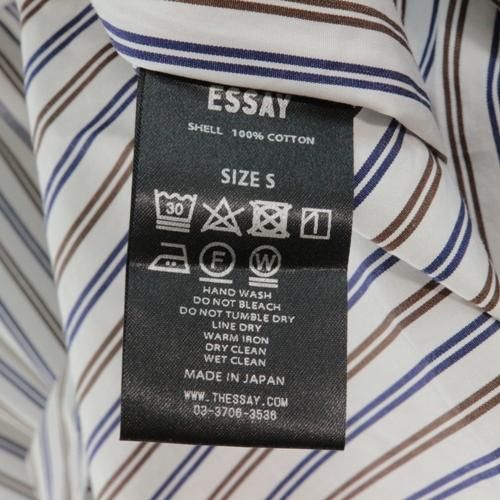 ESSAY
SHELL 100% COTTON
SIZE S
30
F W
HAND WASH
DO NOT BLEACH
DO NOT TUMBLE DRY
LINE DRY
WARM IRON
DRY CLEAN
WET CLEAN
MADE IN JAPAN
WWW.THESSAY.COM
03-3706-3536